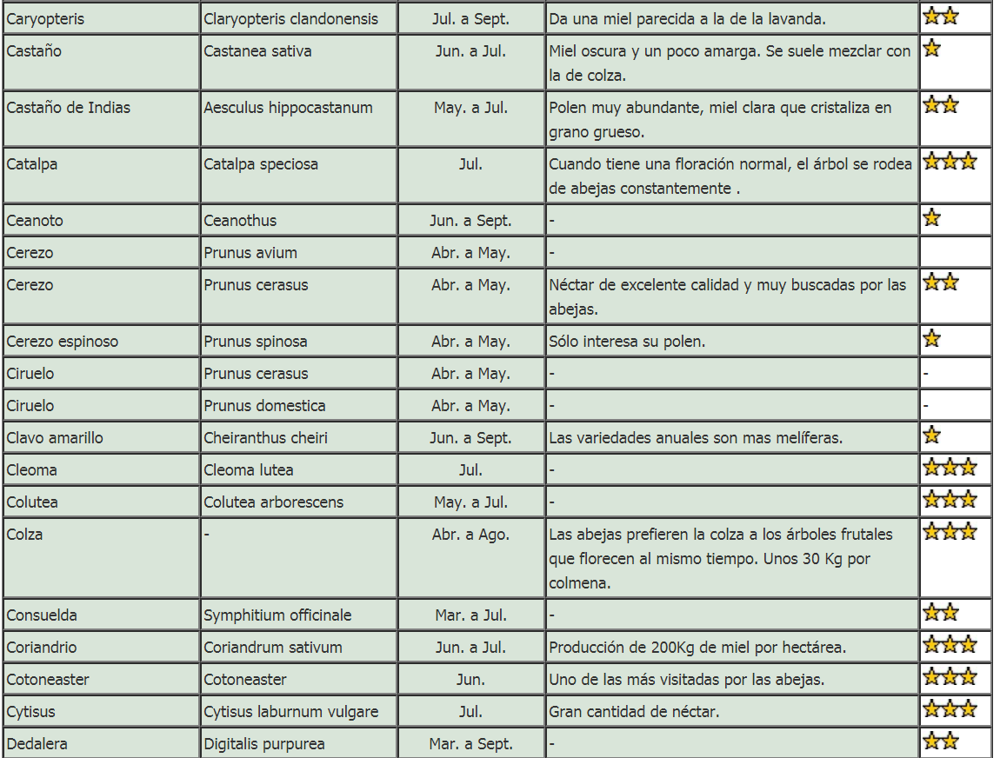 Caryopteris Claryopteris clandonensis Jul. a Sept. Da una miel parecida a la de la lavanda.
Castaño Castanea sativa Jun. a Jul. Miel oscura y un poco amarga. Se suele mezclar con
la de colza.
Castaño de Indias Aesculus hippocastanum May. a Jul. Polen muy abundante, miel clara que cristaliza en
grano grueso.
Catalpa Catalpa speciosa Jul. Cuando tiene una floración normal, el árbol se rodea
de abejas constantemente .
Ceanoto Ceanothus Jun. a Sept. -
Cerezo Prunus avium Abr. a May. -
Cerezo Prunus cerasus Abr. a May. Néctar de excelente calidad y muy buscadas por las
abejas.
Cerezo espinoso Prunus spinosa Abr. a May. Sólo interesa su polen.
Ciruelo Prunus cerasus Abr. a May. - -
Ciruelo Prunus domestica Abr. a May. - -
Clavo amarillo Cheiranthus cheiri Jun. a Sept. Las variedades anuales son mas melíferas.
Cleoma Cleoma lutea Jul. -
Colutea Colutea arborescens May. a Jul. -
Colza - Abr. a Ago. Las abejas prefieren la colza a los árboles frutales
que florecen al mismo tiempo. Unos 30 Kg por
colmena.
Consuelda Symphitium officinale Mar. a Jul. -
Coriandrio Coriandrum sativum Jun. a Jul. Producción de 200Kg de miel por hectárea.
Cotoneaster Cotoneaster Jun. Uno de las más visitadas por las abejas.
Cytisus Cytisus laburnum vulgare Jul. Gran cantidad de néctar.
Dedalera Digitalis purpurea Mar. a Sept. -